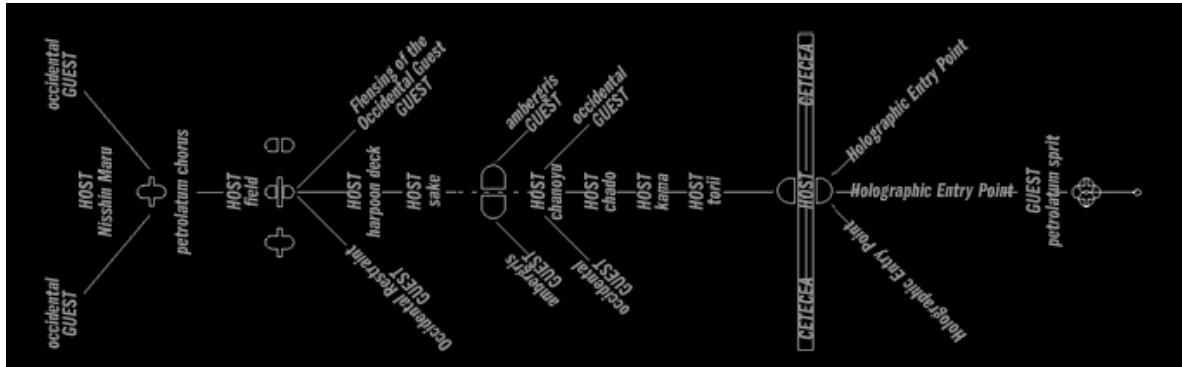 occidental
GUEST
occidental
GUEST
HOST
Nisshin Maru
petrolatum chorus
HOST
field
Flensing of the
Occidental Guest
GUEST
Occidental Restraint
GUEST
HOST
harpoon deck
HOST
sake
ambergris
GUEST
ambergris
GUEST
occidental
GUEST
occidental
GUEST
HOST
chanoyu
HOST
chado
HOST
kama
HOST
torii
CETECEA
HOST
CETECEA
Holographic Entry Point
Holographic Entry Point
Holographic Entry Point
GUEST
petrolatum sprit